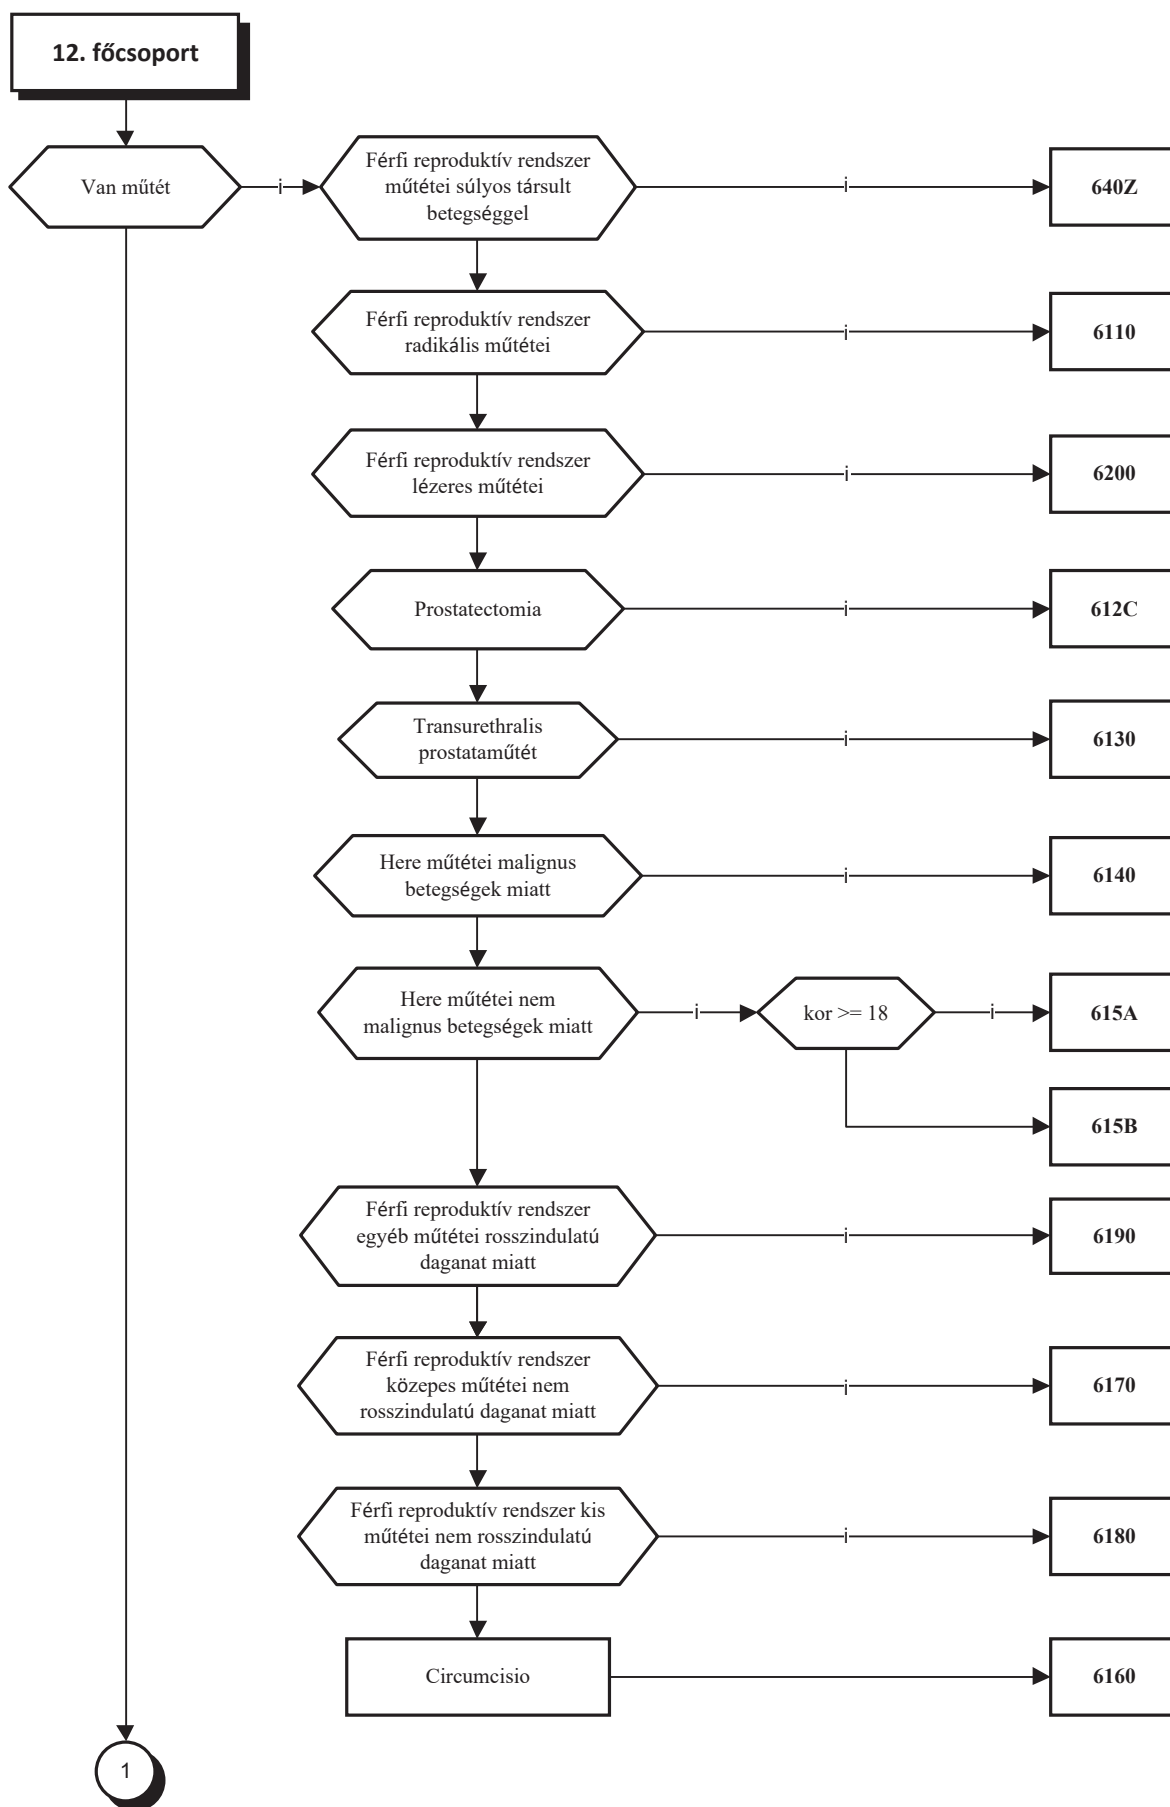 12. főcsoport
Van műtét
i
Férfi reproduktív rendszer
műtétei súlyos társult
betegséggel
i
640Z
Férfi reproduktív rendszer
radikális műtétei
i
6110
Férfi reproduktív rendszer
lézeres műtétei
i
6200
Prostatectomia
i
612C
Transurethralis
prostataműtét
i
6130
Here műtétei malignus
betegségek miatt
i
6140
Here műtétei nem
malignus betegségek miatt
i
kor >= 18
i
615A
615B
Férfi reproduktív rendszer
egyéb műtétei rosszindulatú
daganat miatt
i
6190
Férfi reproduktív rendszer
közepes műtétei nem
rosszindulatú daganat miatt
i
6170
Férfi reproduktív rendszer kis
műtétei nem rosszindulatú
daganat miatt
i
6180
Circumcisio
6160
1